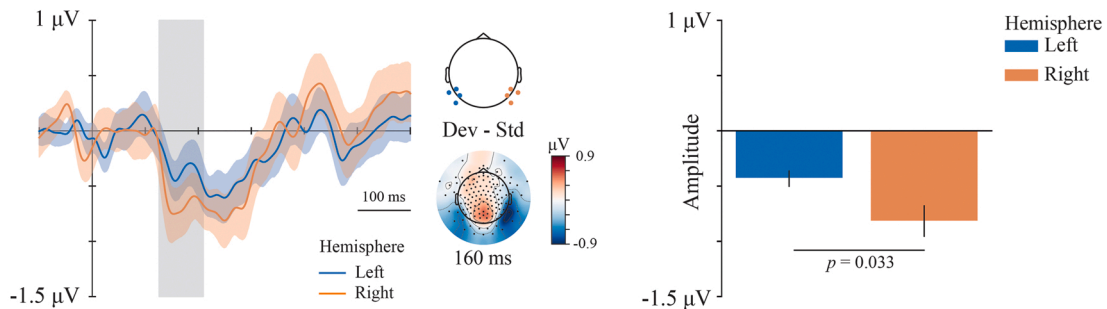 1 µV
-1.5 µV
100 ms
Hemisphere
Left
Right
Dev - Std
µV
0.9
-0.9
160 ms
1 µV
Amplitude
-1.5 µV
p = 0.033
Hemisphere
Left
Right